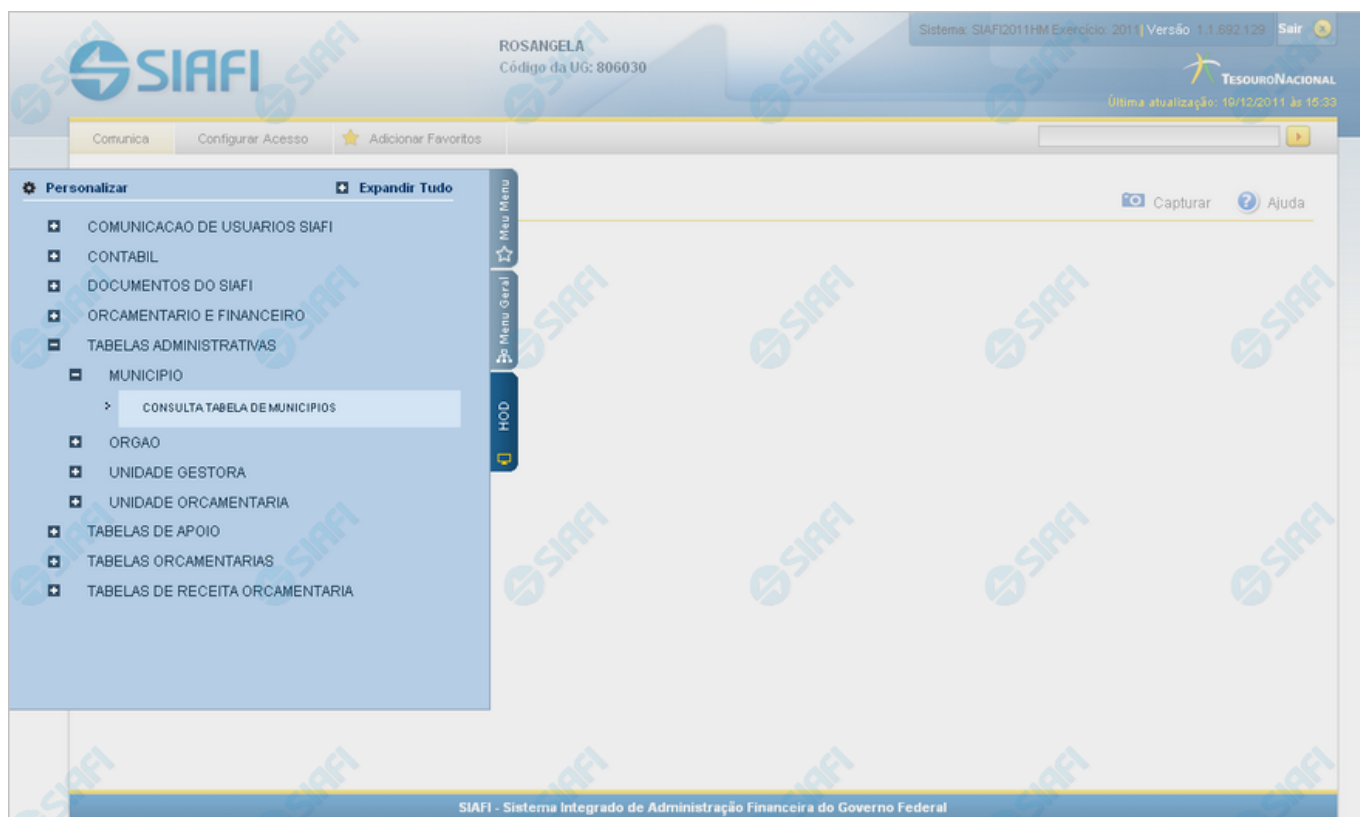 Sistema: SIAFI2011HM Exercício: 2011| Versão 1.1.692.129 Sair
SIAFI
ROSANGELA
Código da UG: 806030
TESOURONACIONAL
Última atualização: 19/12/2011 às 15:33
Comunica Configurar Acesso Adicionar Favoritos
Personalizar Expandir Tudo
Meu Menu
Capturar Ajuda
COMUNICACAO DE USUARIOS SIAFI
CONTABIL
DOCUMENTOS DO SIAFI
Menu Geral
ORCAMENTARIO E FINANCEIRO
TABELAS ADMINISTRATIVAS
MUNICIPIO
CONSULTA TABELA DE MUNICIPIOS
HOD
ORGAO
UNIDADE GESTORA
UNIDADE ORCAMENTARIA
TABELAS DE APOIO
TABELAS ORCAMENTARIAS
TABELAS DE RECEITA ORCAMENTARIA
SIAFI - Sistema Integrado de Administração Financeira do Governo Federal